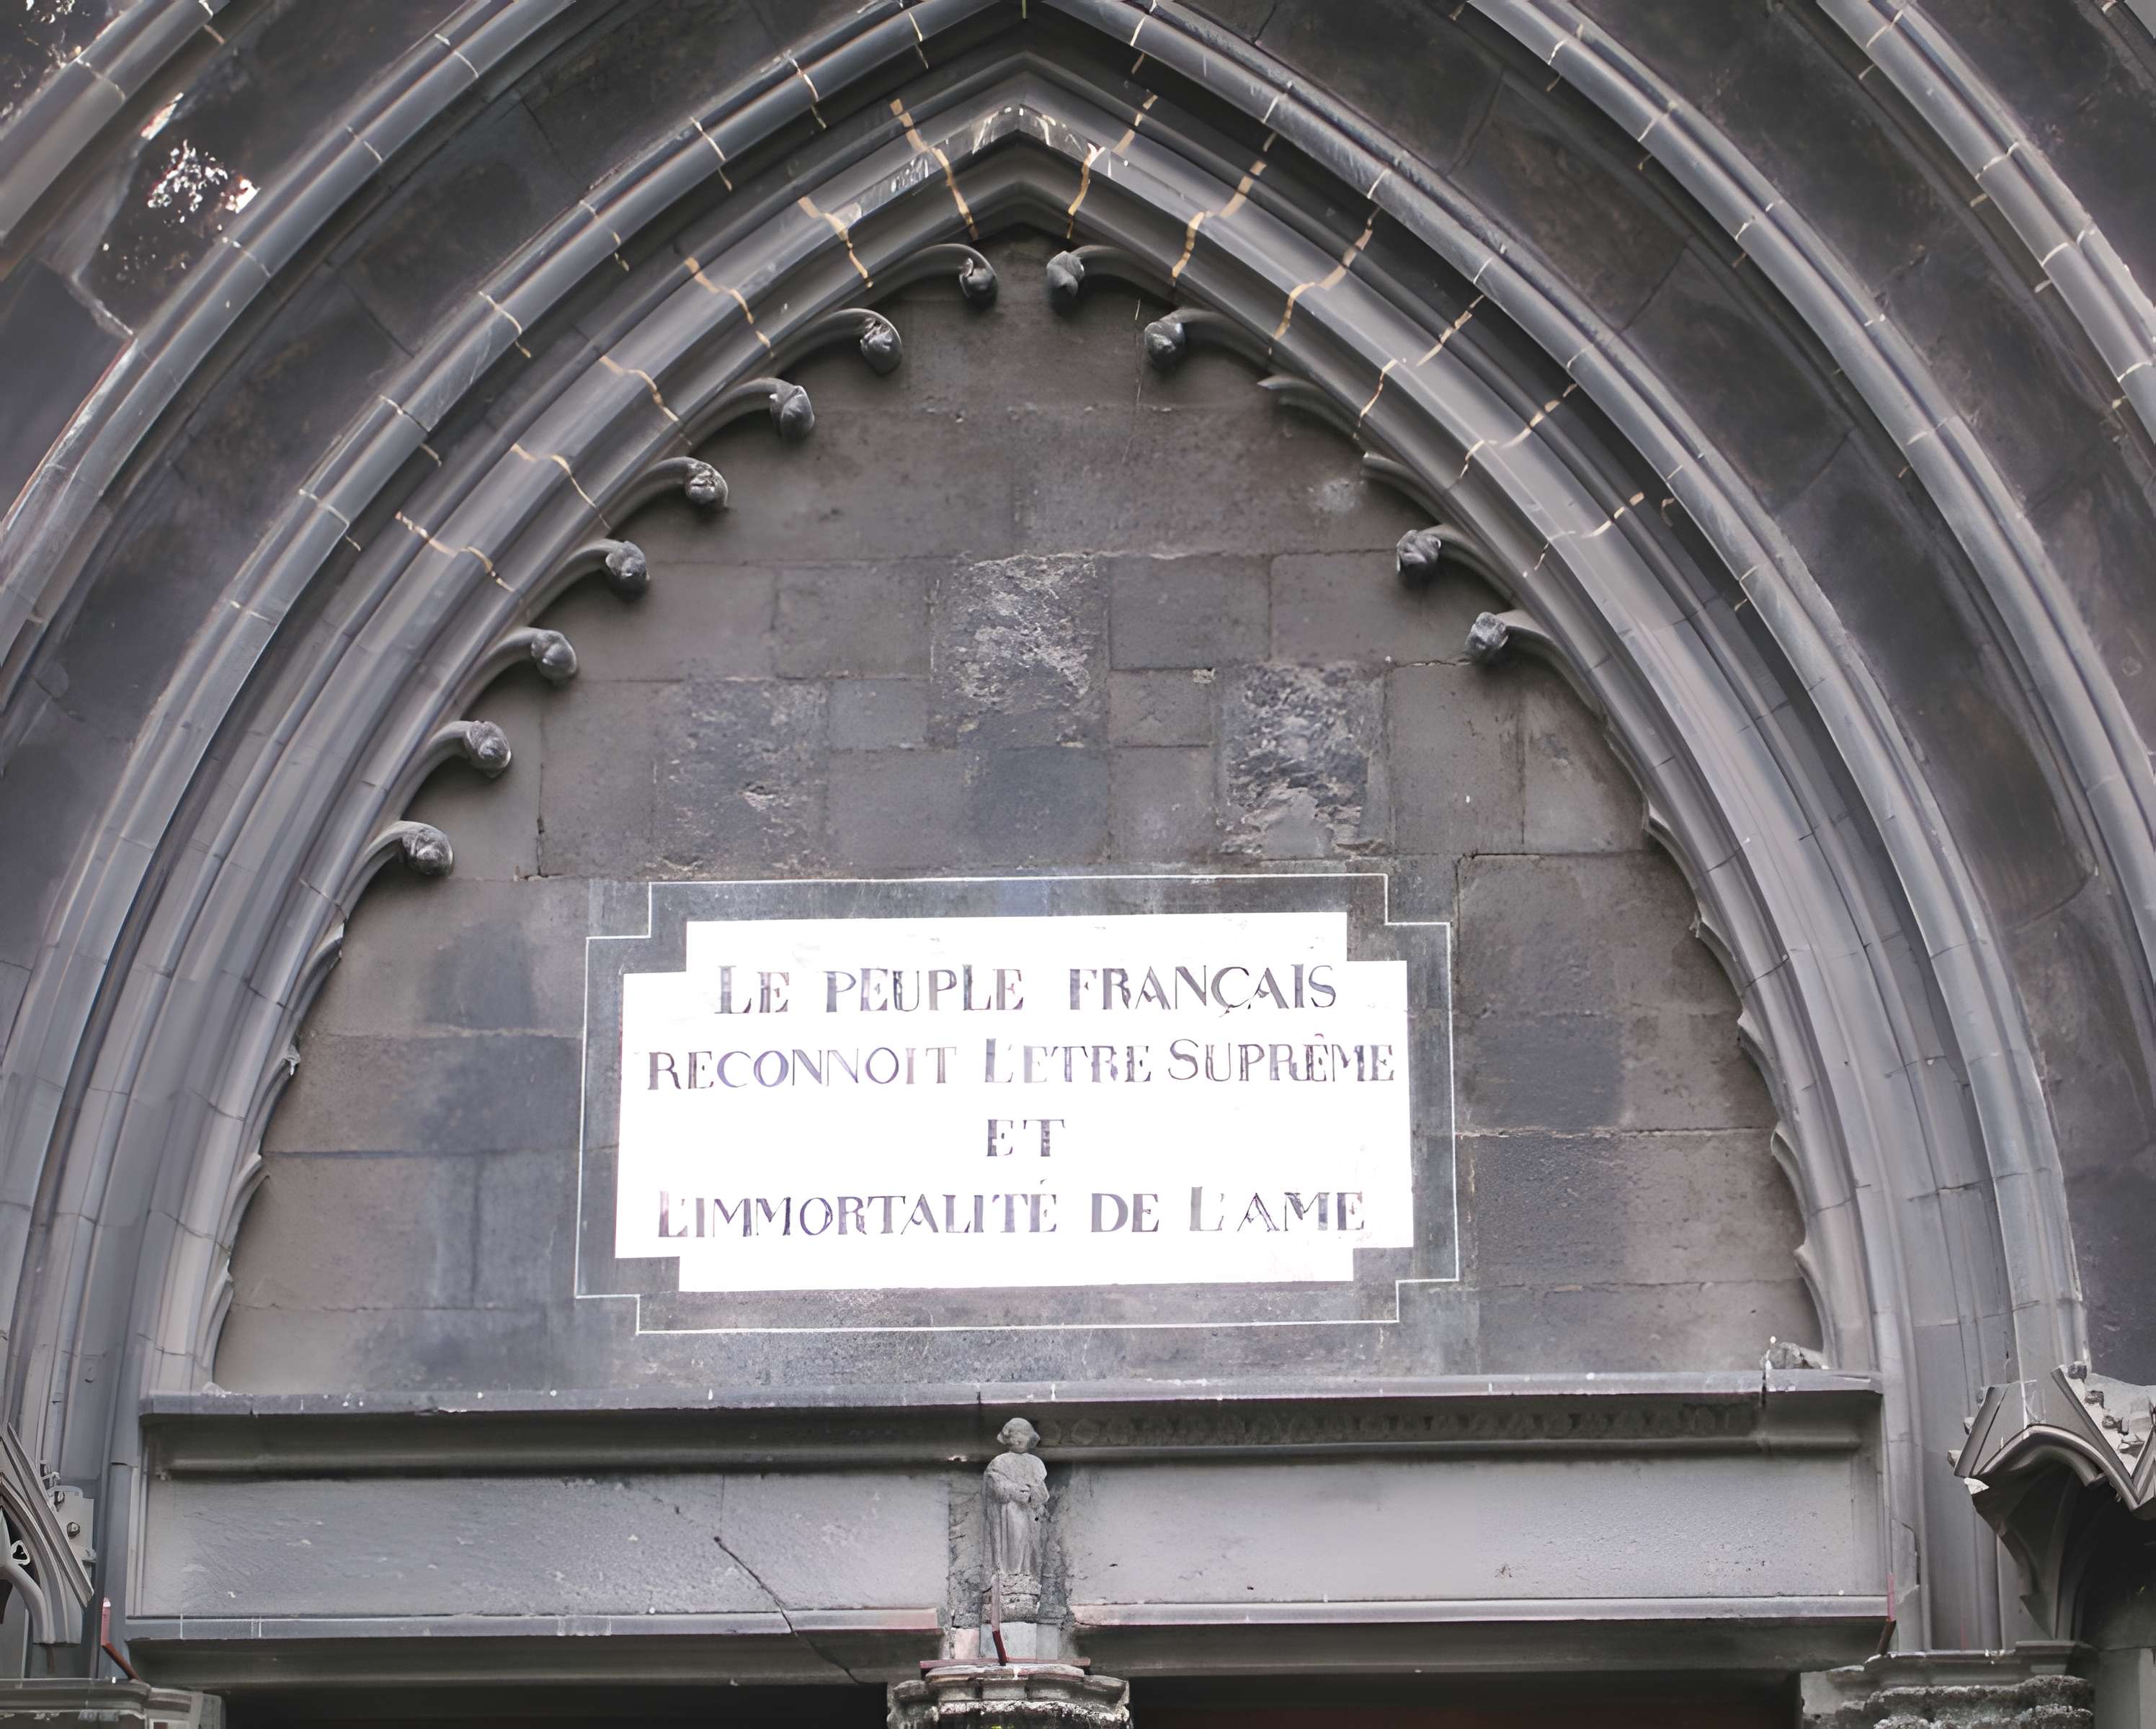 LE PEUPLE FRANÇAIS
RECONNOIT L'ETRE SUPRÊME
ET
L'IMMORTALITÉ DE L'AME